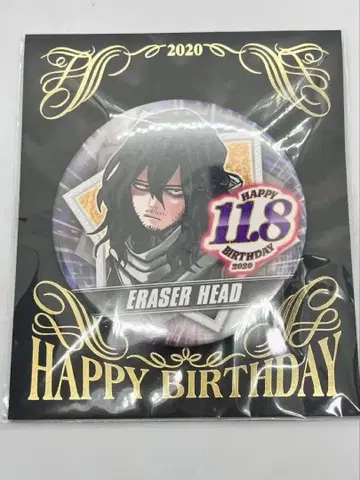 2020
HAPPY
11.8
BIRTHDAY
2020
ERASER HEAD
HAPPY BIRTHDAY